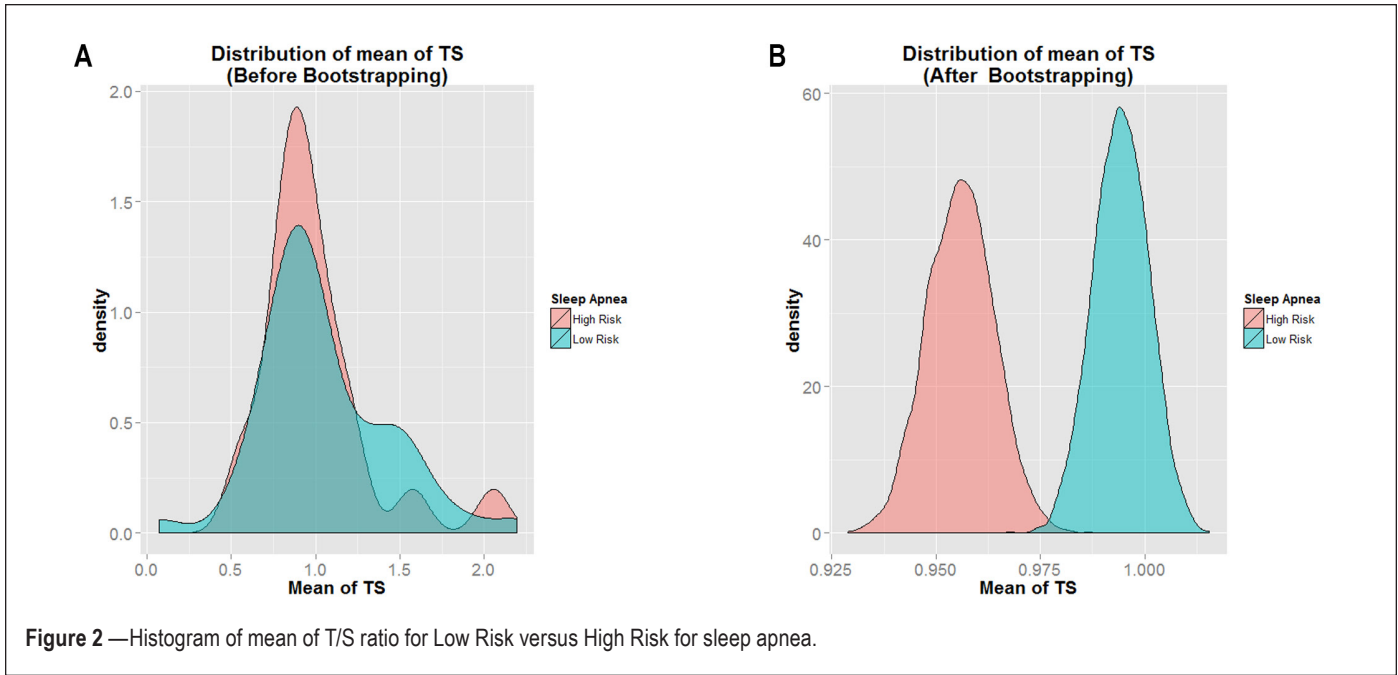 A
Distribution of mean of TS
(Before Bootstrapping)
2.0
1.5
1.0
0.5
0.0
density
0.0 0.5 1.0 1.5 2.0
Mean of TS
Sleep Apnea
High Risk
Low Risk
B
Distribution of mean of TS
(After Bootstrapping)
60
40
20
0
density
0.925 0.950 0.975 1.000
Mean of TS
Sleep Apnea
High Risk
Low Risk
Figure 2 —Histogram of mean of T/S ratio for Low Risk versus High Risk for sleep apnea.